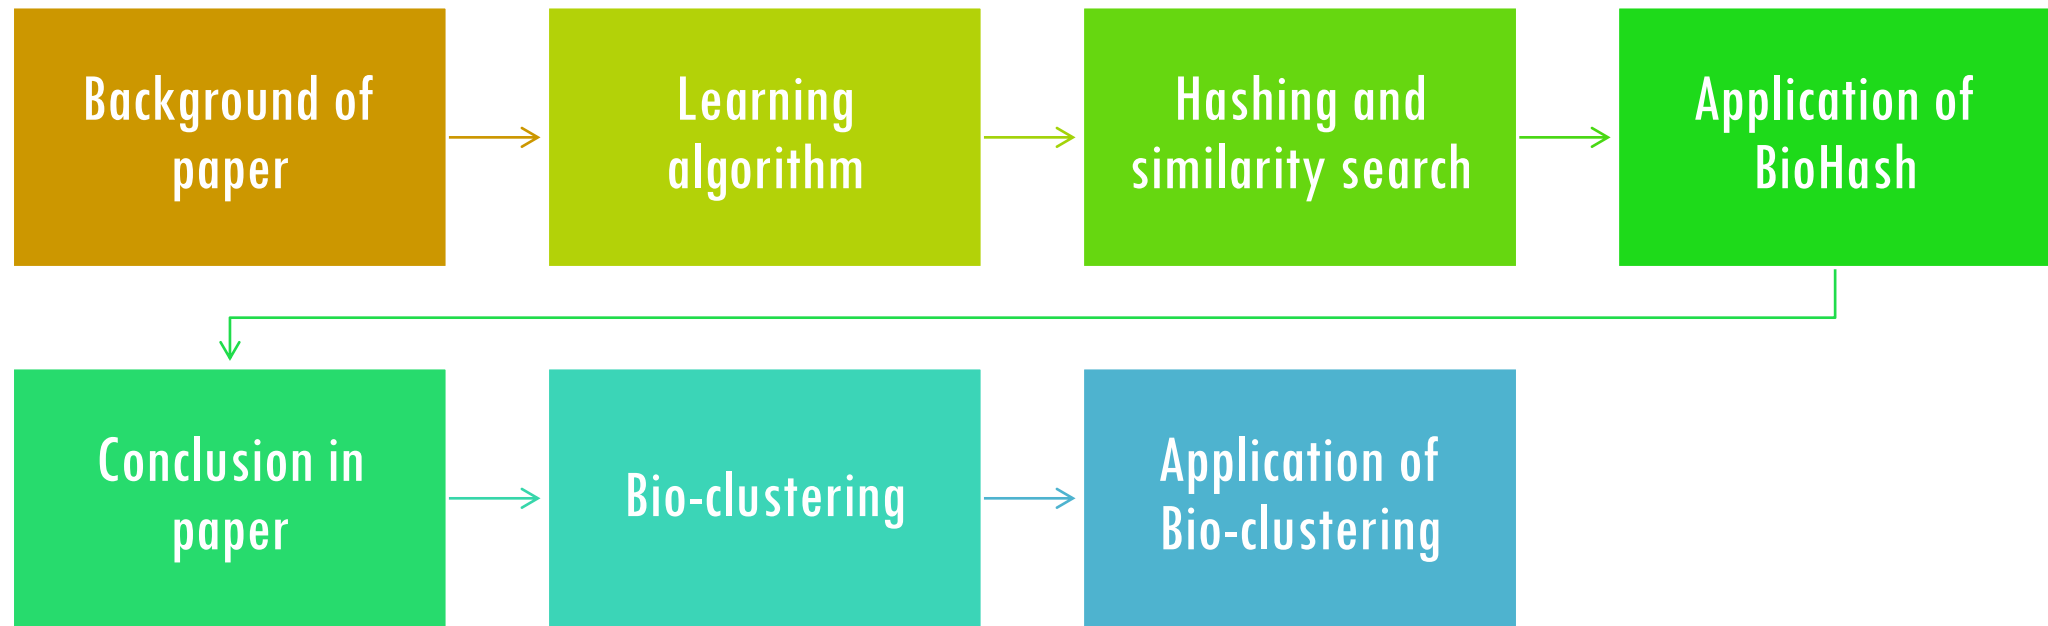 Background of
paper
Learning
algorithm
Hashing and
similarity search
Application of
BioHash
Conclusion in
paper
Bio-clustering
Application of
Bio-clustering